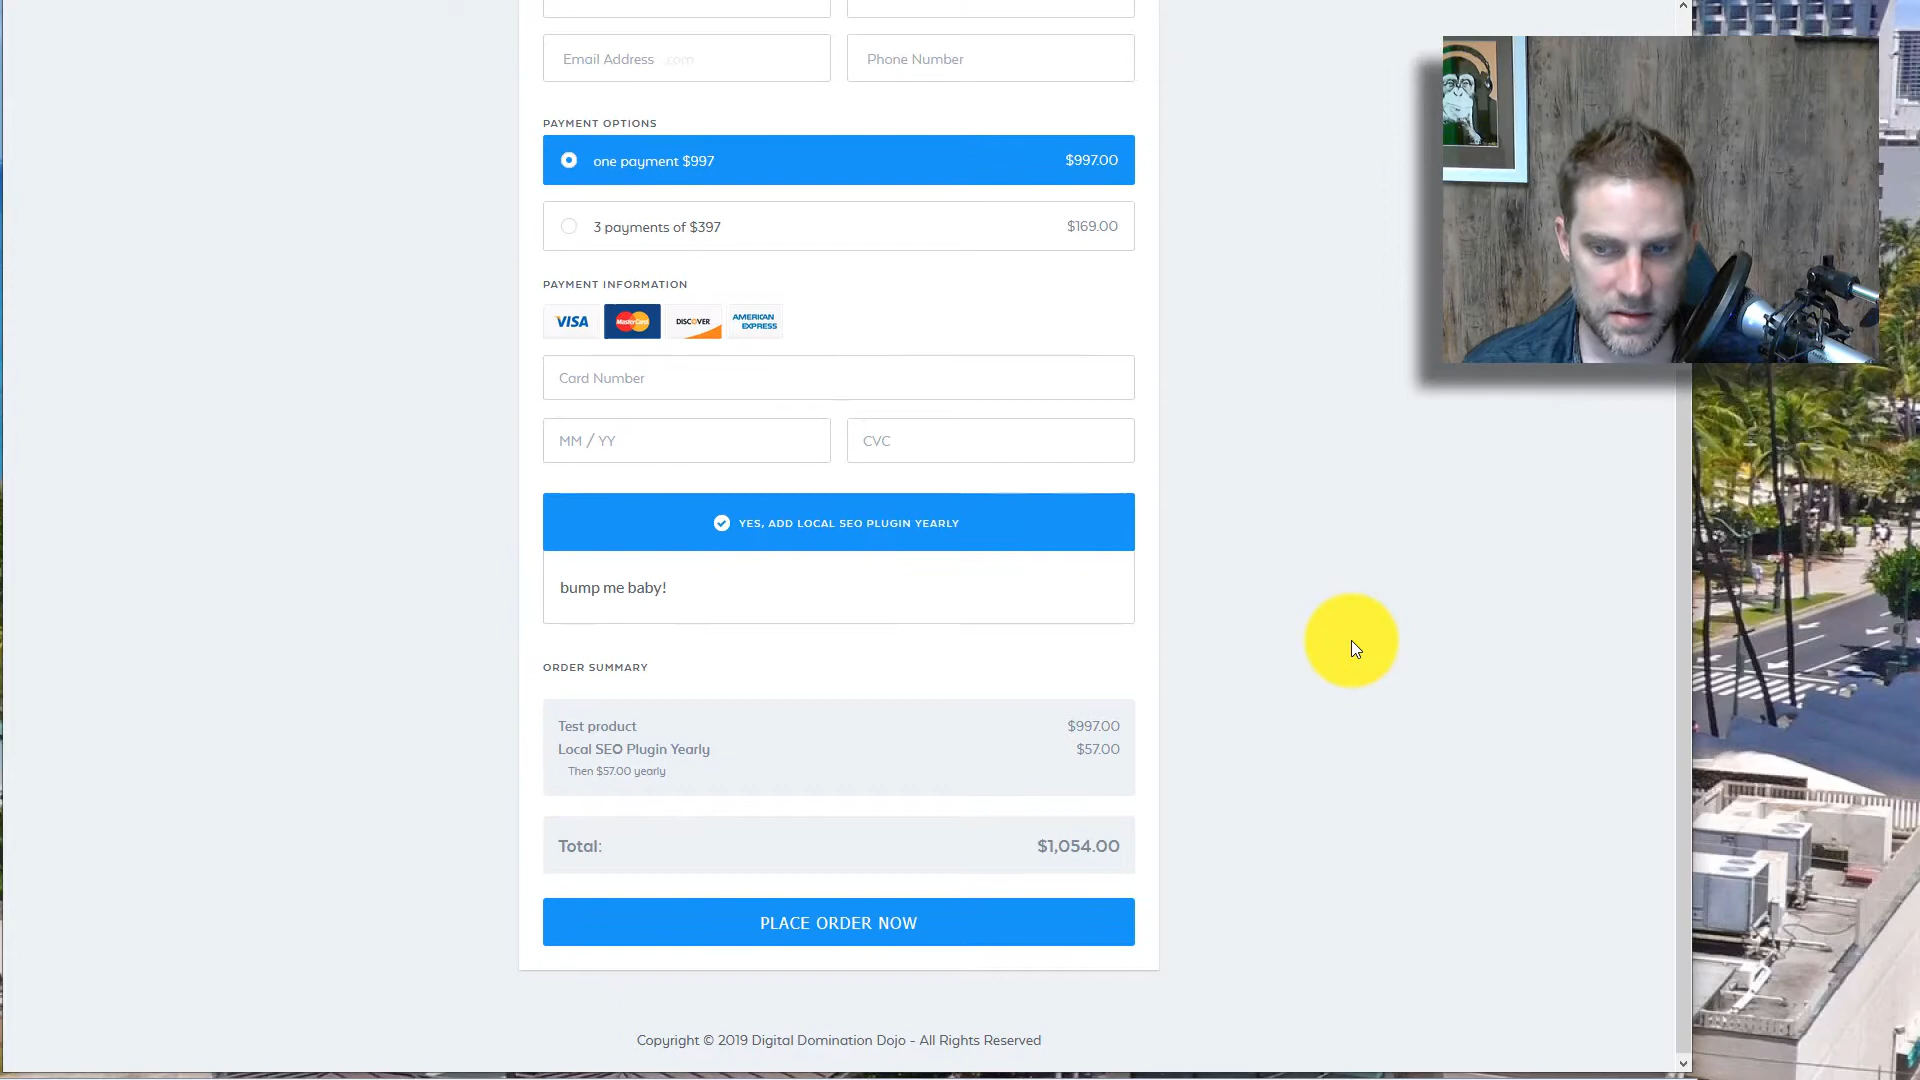 Email Address .com
Phone Number
PAYMENT OPTIONS
one payment $997 $997.00
3 payments of $397 $169.00
PAYMENT INFORMATION
VISA MasterCard DISCOVER AMERICAN EXPRESS
Card Number
MM / YY CVC
YES, ADD LOCAL SEO PLUGIN YEARLY
bump me baby!
ORDER SUMMARY
Test product $997.00
Local SEO Plugin Yearly $57.00
Then $57.00 yearly
Total: $1,054.00
PLACE ORDER NOW
Copyright © 2019 Digital Domination Dojo - All Rights Reserved